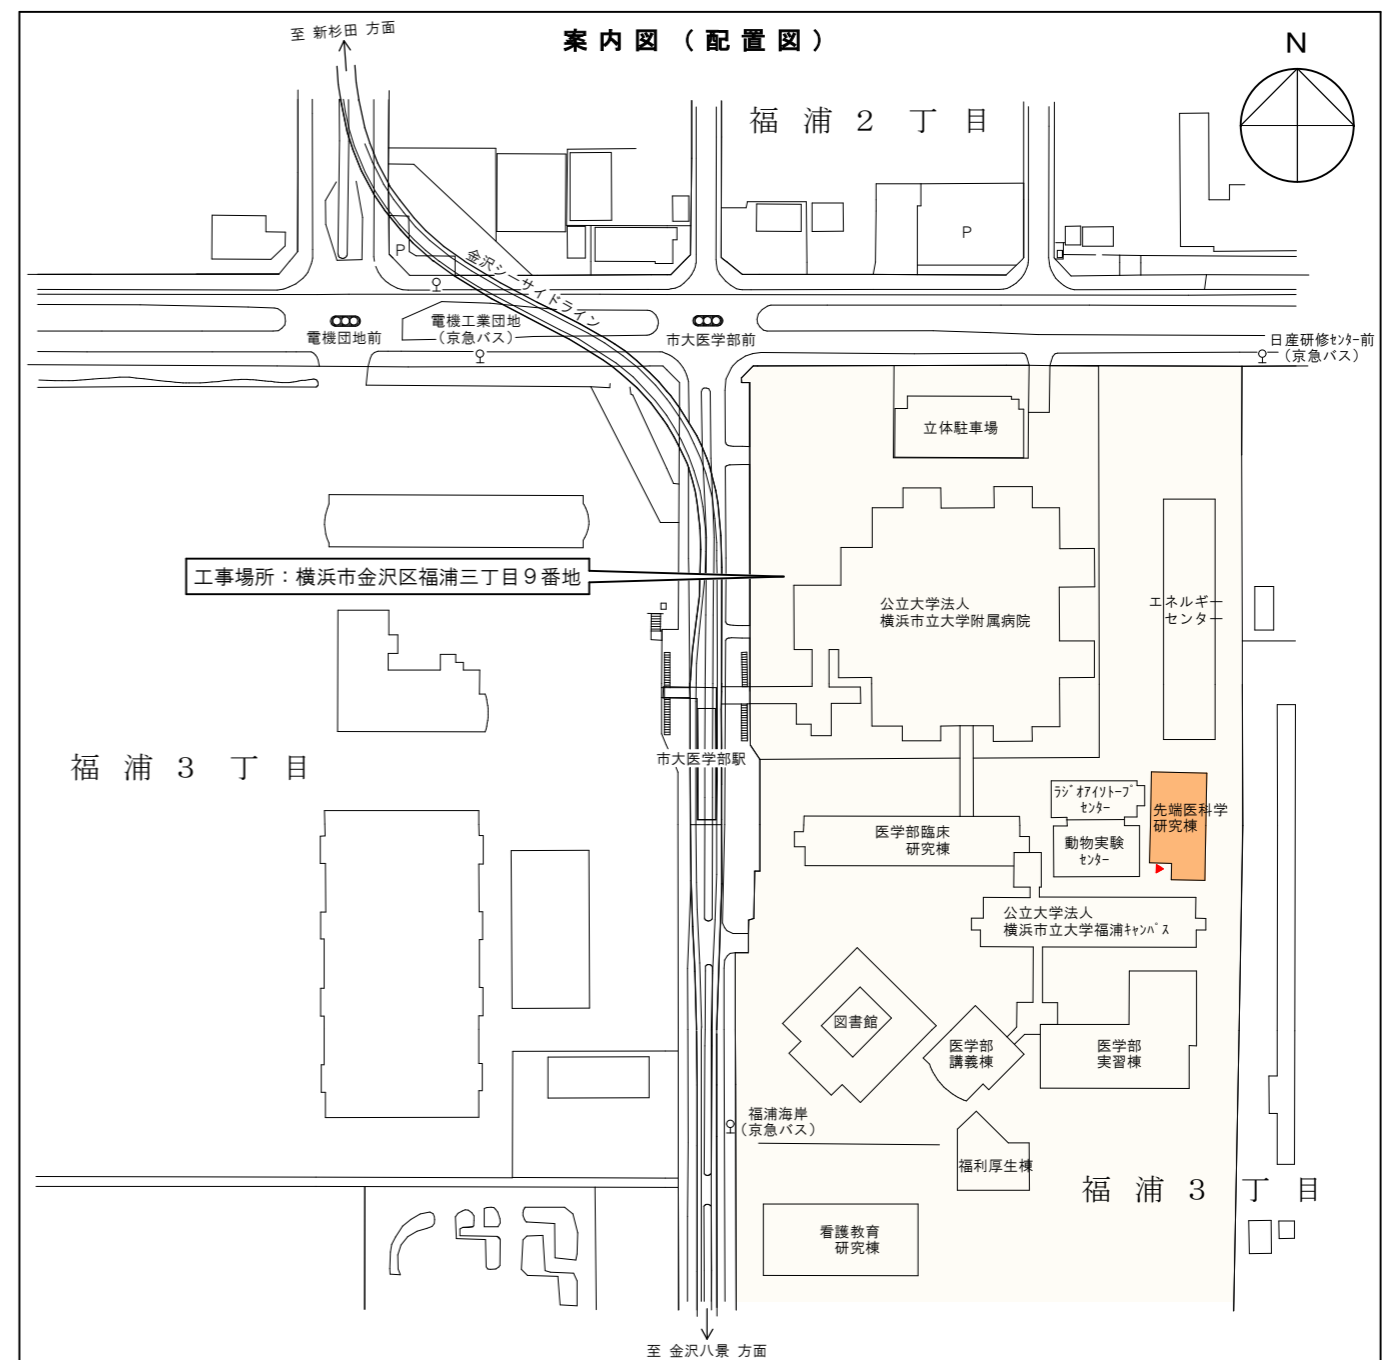 至 新杉田 方面
案内図（配置図）
N
福浦２丁目
P
P
金沢シーサイドライン
電機団地前
電機工業団地
（京急バス）
市大医学部前
日産研修ｾﾝﾀｰ前
（京急バス）
立体駐車場
工事場所：横浜市金沢区福浦三丁目９番地
公立大学法人
横浜市立大学附属病院
エネルギー
センター
市大医学部駅
福浦３丁目
ﾗｼﾞｵｱｲｿﾄｰﾌﾟ
ｾﾝﾀｰ
先端医科学
研究棟
医学部臨床
研究棟
動物実験
ｾﾝﾀｰ
公立大学法人
横浜市立大学福浦ｷｬﾝﾊﾟｽ
図書館
医学部
講義棟
医学部
実習棟
福浦海岸
（京急バス）
福利厚生棟
福浦３丁目
看護教育
研究棟
至 金沢八景 方面